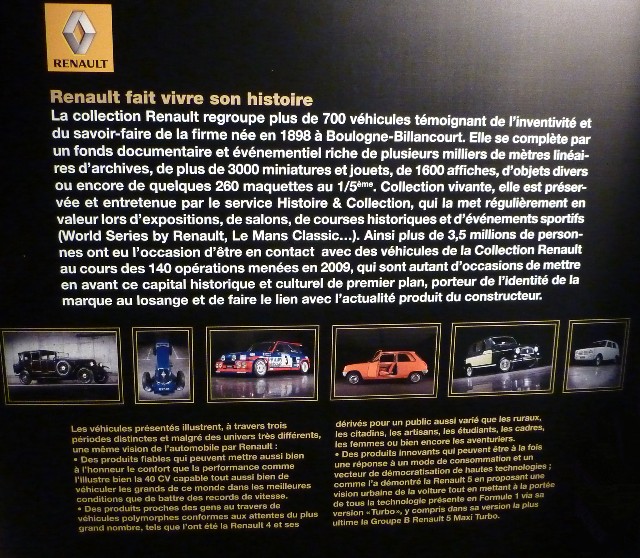 RENAULT
Renault fait vivre son histoire
La collection Renault regroupe plus de 700 véhicules témoignant de l'inventivité et
du savoir-faire de la firme née en 1898 à Boulogne-Billancourt. Elle se complète par
un fonds documentaire et événementiel riche de plusieurs milliers de mètres linéai-
res d'archives, de plus de 3000 miniatures et jouets, de 1600 affiches, d'objets divers
ou encore de quelques 260 maquettes au 1/5ème. Collection vivante, elle est préser-
vée et entretenue par le service Histoire & Collection, qui la met régulièrement en
valeur lors d'expositions, de salons, de courses historiques et d'événements sportifs
(World Series by Renault, Le Mans Classic...). Ainsi plus de 3,5 millions de person-
nes ont eu l'occasion d'être en contact avec des véhicules de la Collection Renault
au cours des 140 opérations menées en 2009, qui sont autant d'occasions de mettre
en avant ce capital historique et culturel de premier plan, porteur de l'identité de la
marque au losange et de faire le lien avec l'actualité produit du constructeur.
Les véhicules présentés illustrent, à travers trois
périodes distinctes et malgré des univers très différents,
une même vision de l'automobile par Renault :
• Des produits fiables qui peuvent mettre aussi bien
à l'honneur le confort que la performance comme
l'illustre bien la 40 CV capable tout aussi bien de
véhiculer les grands de ce monde dans les meilleures
conditions que de battre des records de vitesse.
• Des produits proches des gens au travers de
véhicules polymorphes conformes aux attentes du plus
grand nombre, tels que l'ont été la Renault 4 et ses
dérivés pour un public aussi varié que les ruraux,
les citadins, les artisans, les étudiants, les cadres,
les femmes ou bien encore les aventuriers.
• Des produits innovants qui peuvent être à la fois
une réponse à un mode de consommation et un
vecteur de démocratisation de hautes technologies ;
comme l'a démontré la Renault 5 en proposant une
vision urbaine de la voiture tout en mettant à la portée
de tous la technologie présente en Formule 1 via sa
version «Turbo», y compris dans sa version la plus
ultime la Groupe B Renault 5 Maxi Turbo.